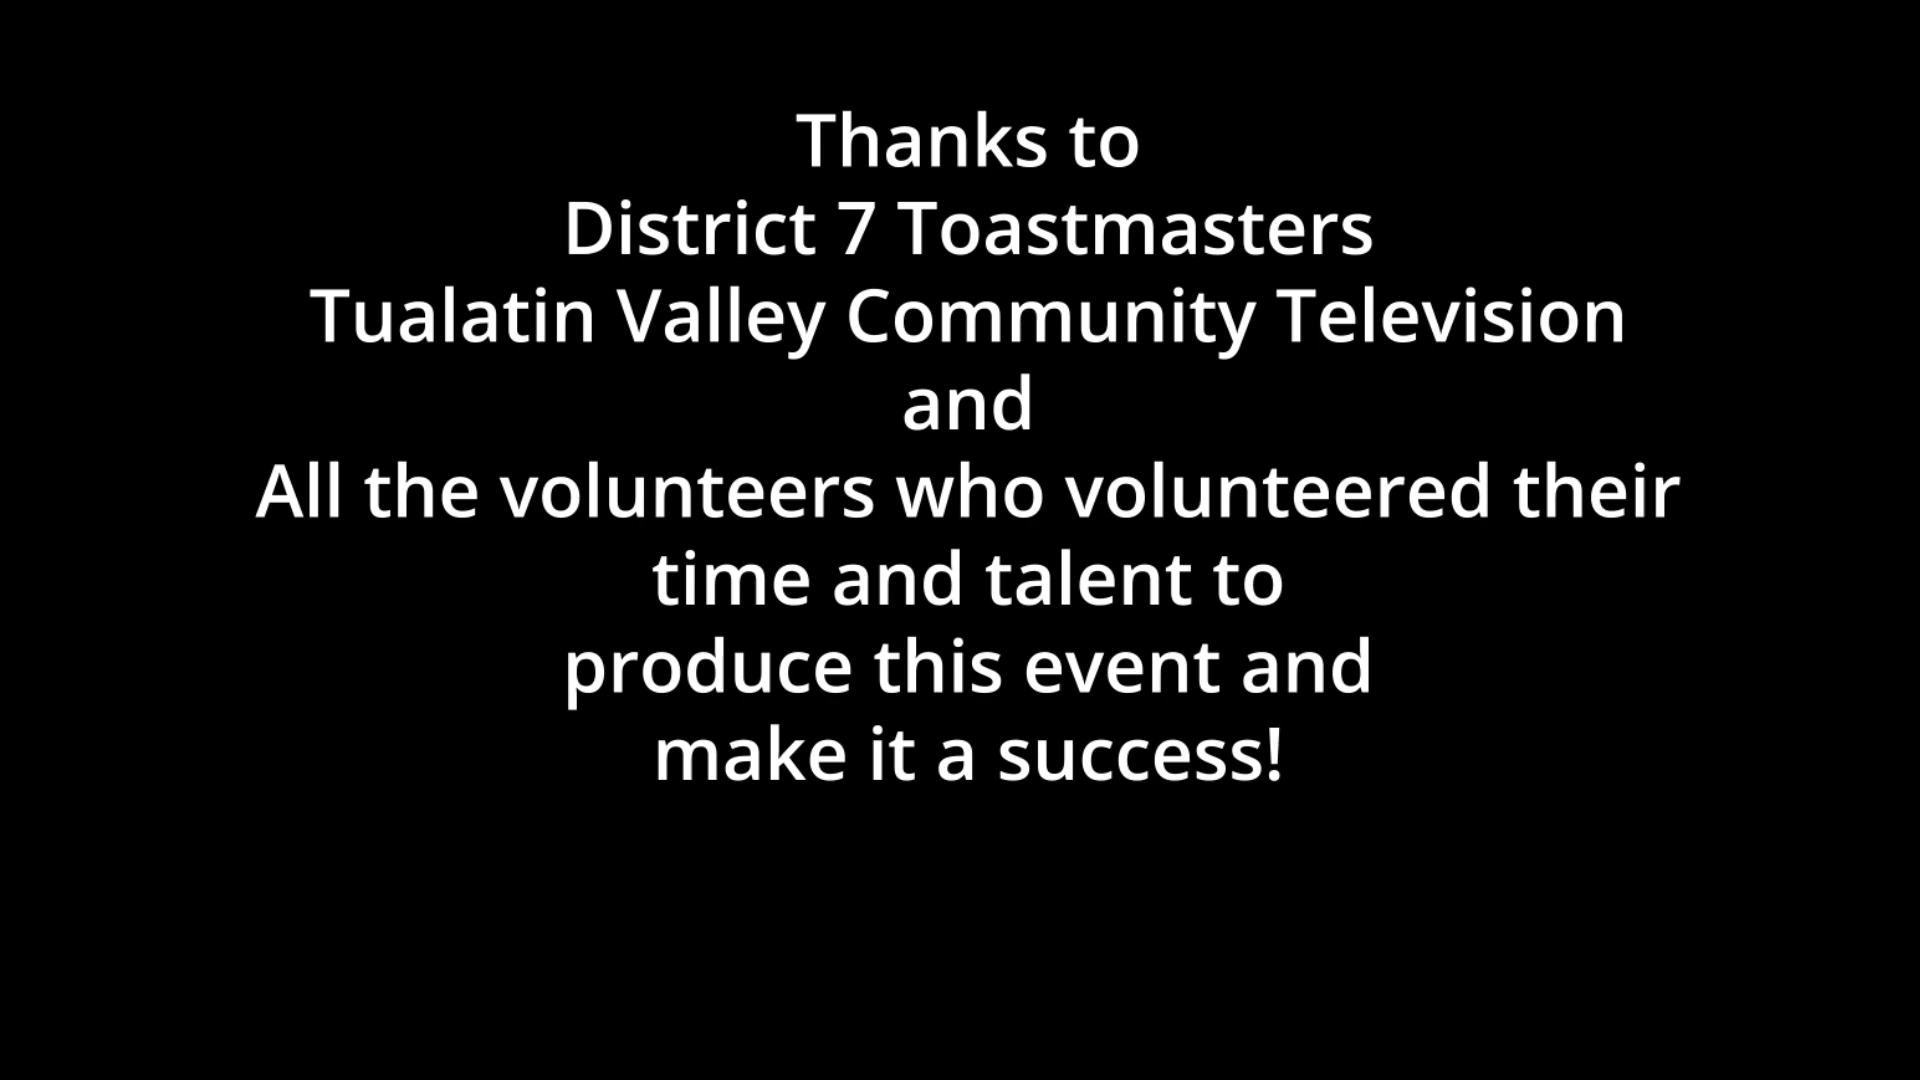 Thanks to
District 7 Toastmasters
Tualatin Valley Community Television
and
All the volunteers who volunteered their
time and talent to
produce this event and
make it a success!